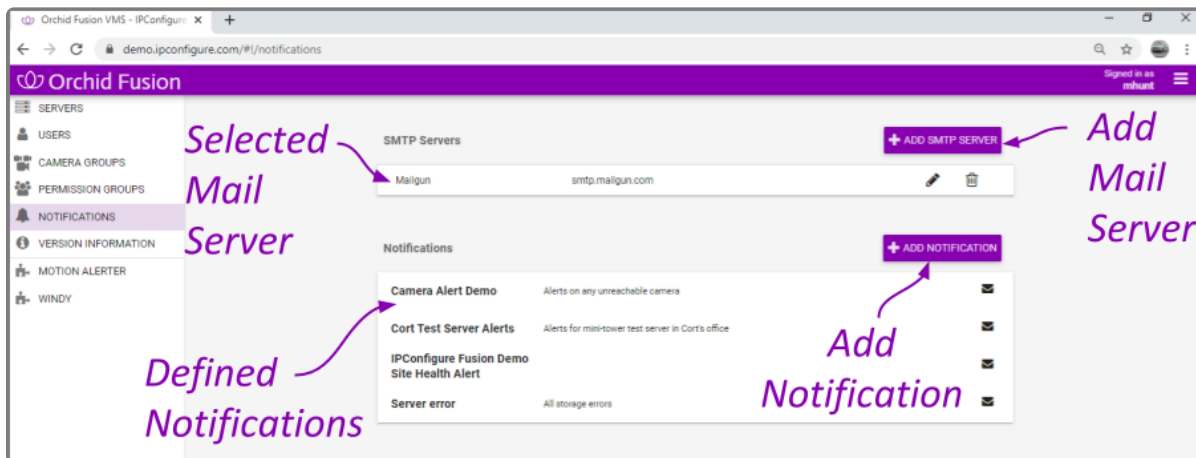 Orchid Fusion VMS - IPConfigure
demo.ipconfigure.com/#!/notifications
Orchid Fusion
Signed in as
mhunt
SERVERS
USERS
CAMERA GROUPS
PERMISSION GROUPS
NOTIFICATIONS
VERSION INFORMATION
MOTION ALERTER
WINDY
Selected
Mail
Server
SMTP Servers
ADD SMTP SERVER
Add
Mail
Server
Mailgun smtp.mailgun.com
Notifications
ADD NOTIFICATION
Camera Alert Demo Alerts on any unreachable camera
Cort Test Server Alerts Alerts for mini-tower test server in Cort's office
IPConfigure Fusion Demo
Site Health Alert
Server error All storage errors
Defined
Notifications
Add
Notification